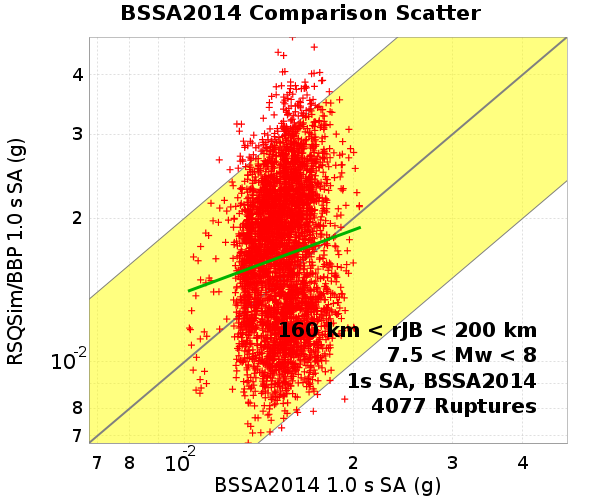 BSSA2014 Comparison Scatter
RSQSim/BBP 1.0 s SA (g)
4
3
2
10-2
8
7
160 km < rJB < 200 km
7.5 < Mw < 8
1s SA, BSSA2014
4077 Ruptures
7 8 10-2 2 3 4
BSSA2014 1.0 s SA (g)